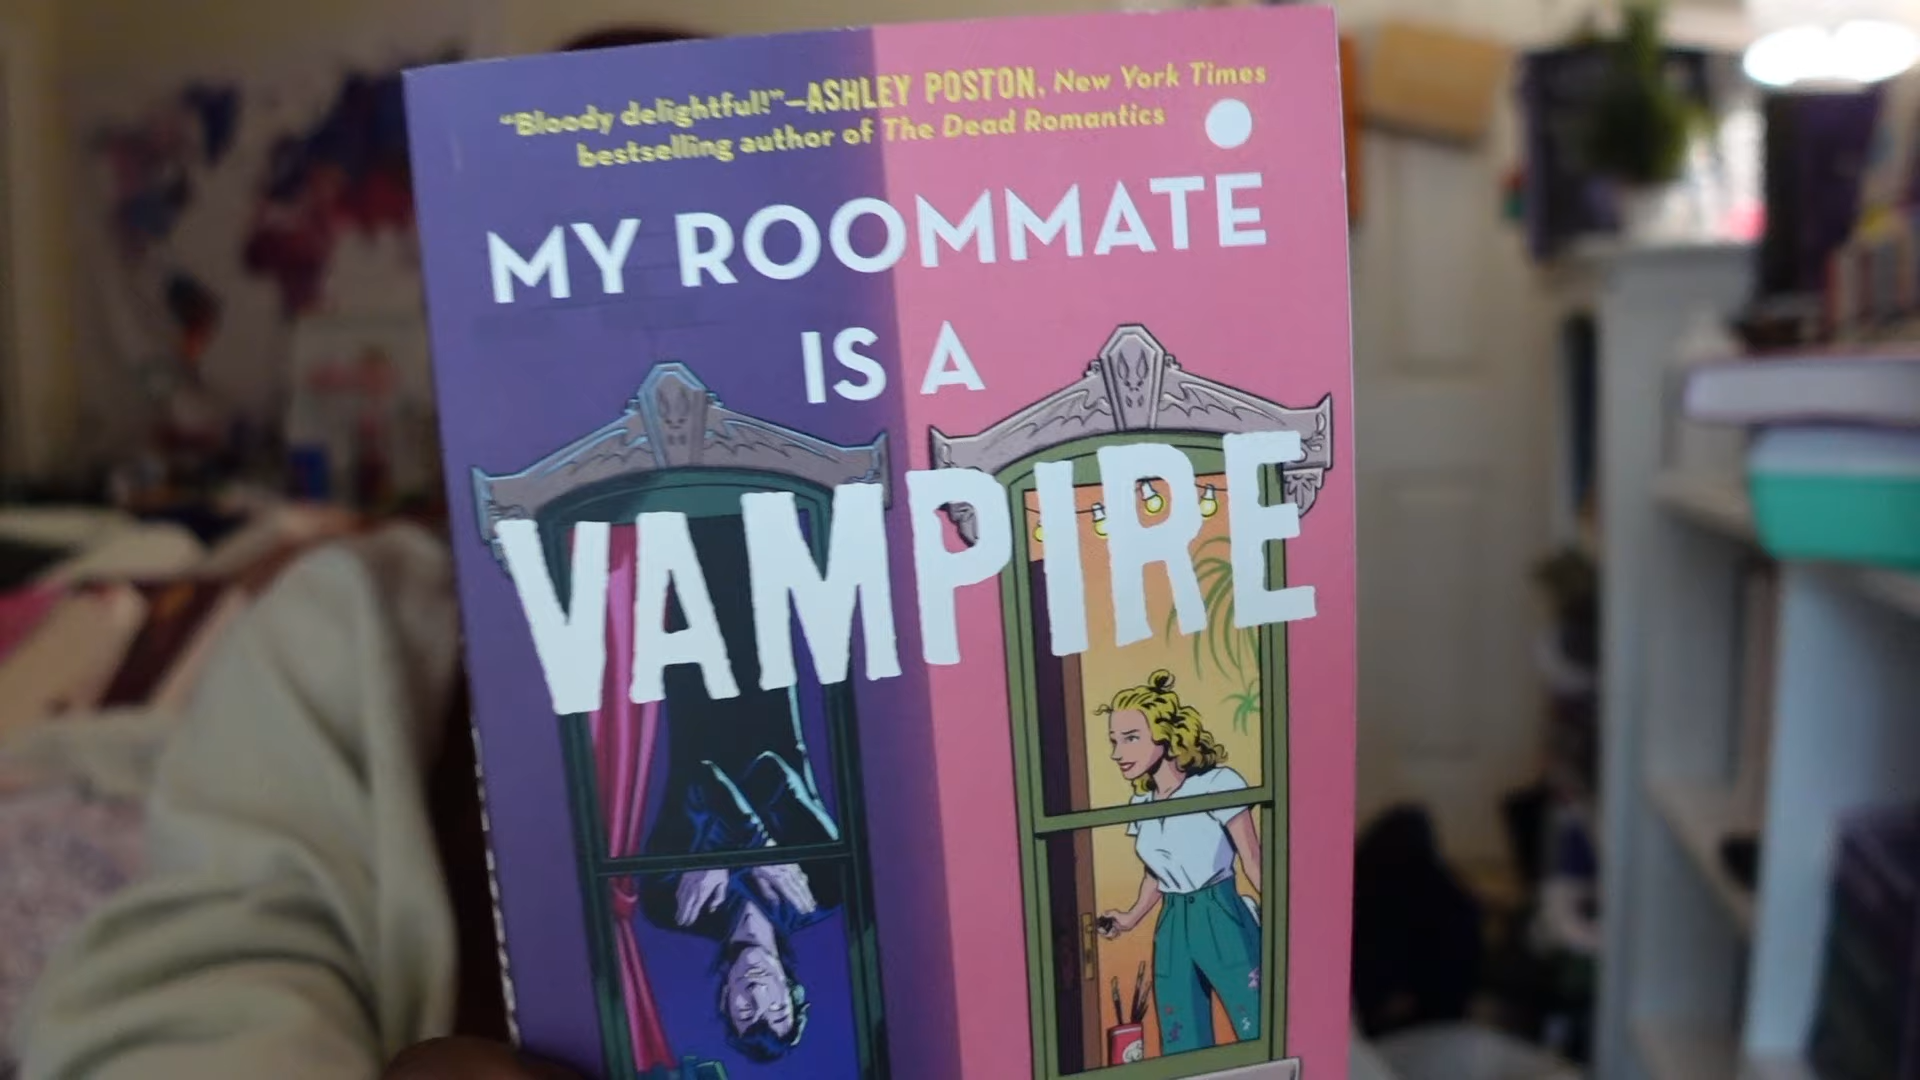 “Bloody delightful!”—ASHLEY POSTON, New York Times
bestselling author of The Dead Romantics
MY ROOMMATE
IS A
VAMPIRE